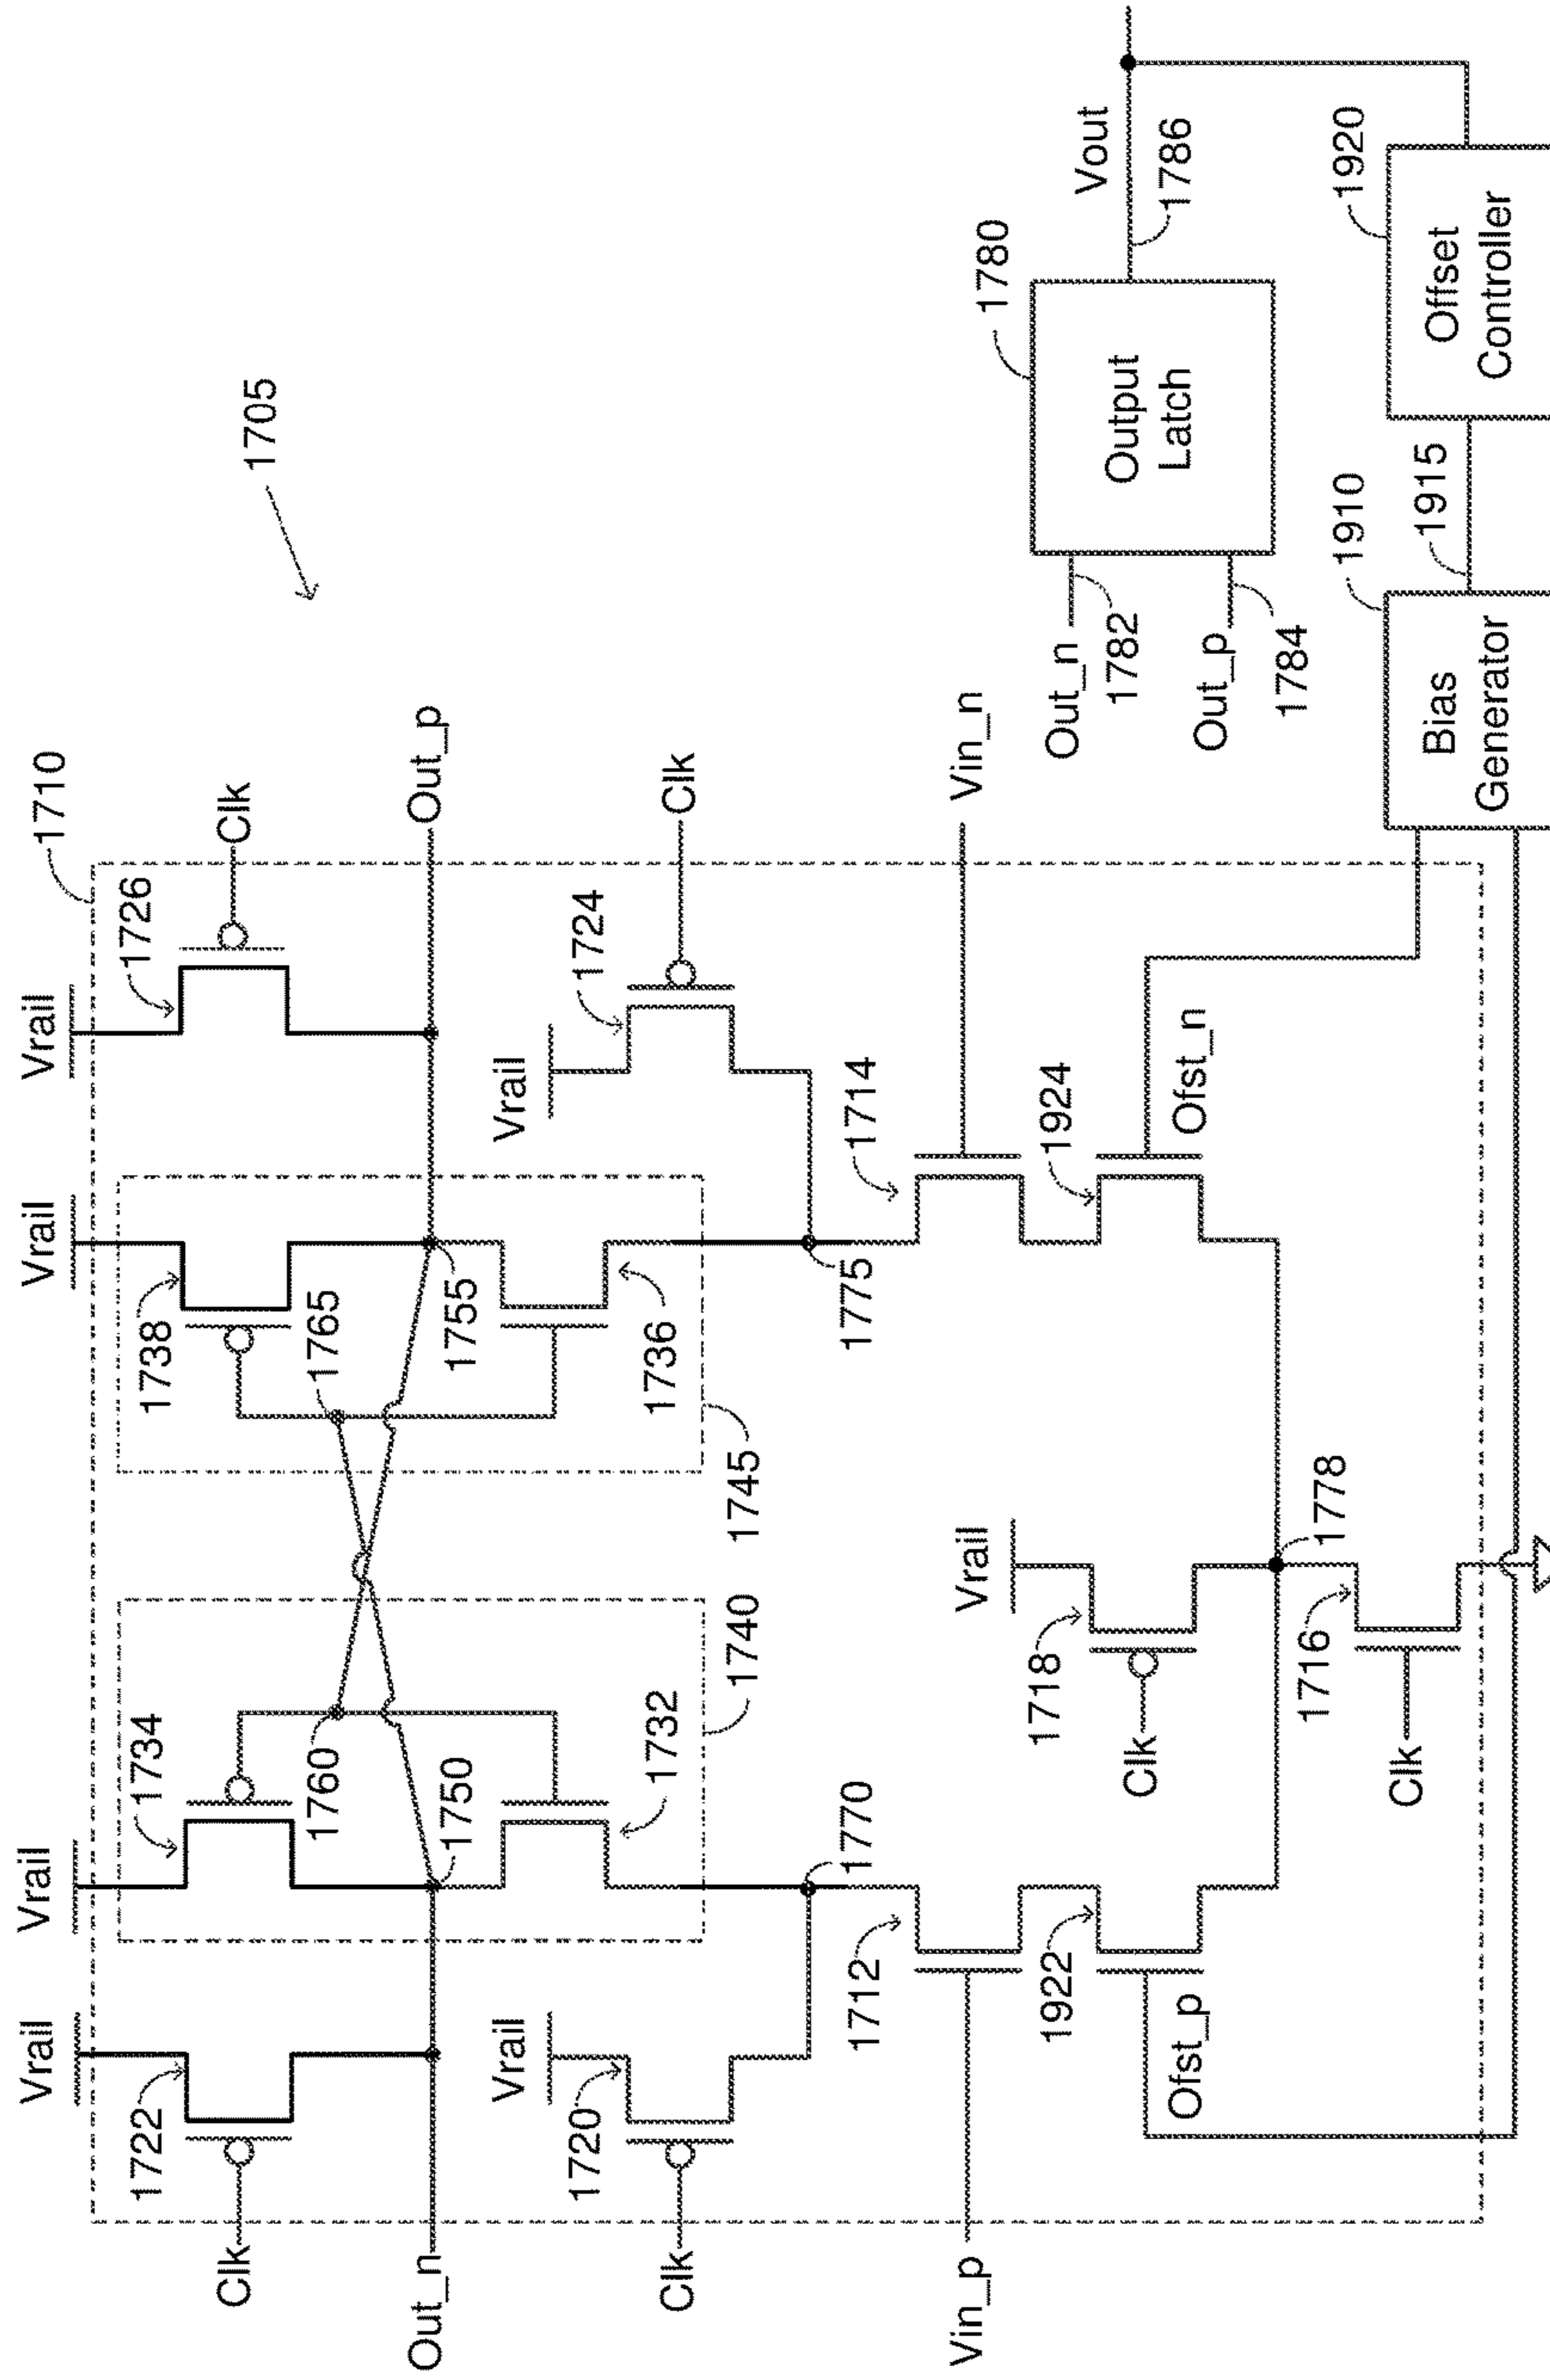 1705
1710
Vrail
Vrail
Vrail
Vrail
1722
1734
1738
1726
Clk
Clk
1760
1765
Out_n
Out_p
1750
1755
Vrail
1732
1736
Vrail
1720
1724
Clk
Clk
1740
1745
1770
1775
1712
1714
Vin_p
Vin_n
Vrail
1922
1718
1924
Ofst_p
Clk
Ofst_n
1778
1716
Clk
1780
Out_n
1782
Output
Latch
Vout
1786
Out_p
1784
1910
1915
1920
Bias
Generator
Offset
Controller